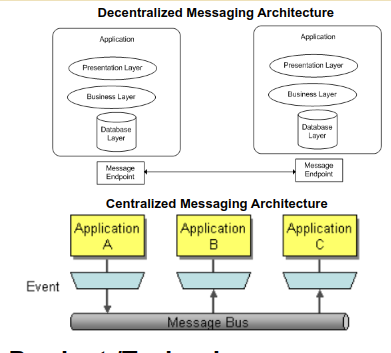 Decentralized Messaging Architecture
Application
Application
Presentation Layer
Presentation Layer
Business Layer
Business Layer
Database
Layer
Database
Layer
Message
Endpoint
Message
Endpoint
Centralized Messaging Architecture
Application
A
Application
B
Application
C
Event
Message Bus